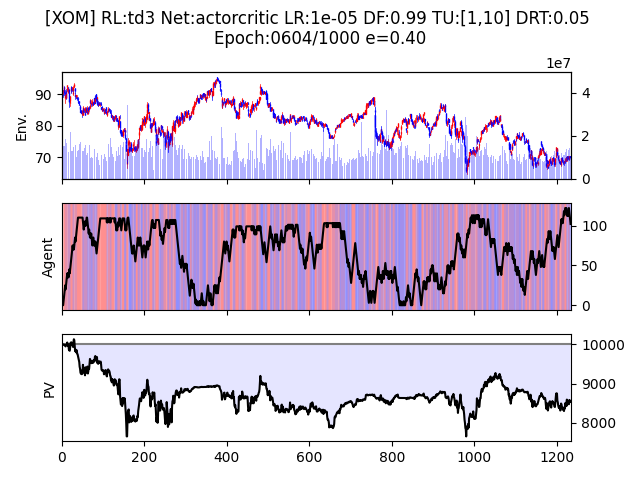 [XOM] RL:td3 Net:actorcritic LR:1e-05 DF:0.99 TU:[1,10] DRT:0.05
Epoch:0604/1000 e=0.40
1e7
Env.
90
80
70
4
2
0
Agent
100
50
0
PV
10000
9000
8000
0 200 400 600 800 1000 1200